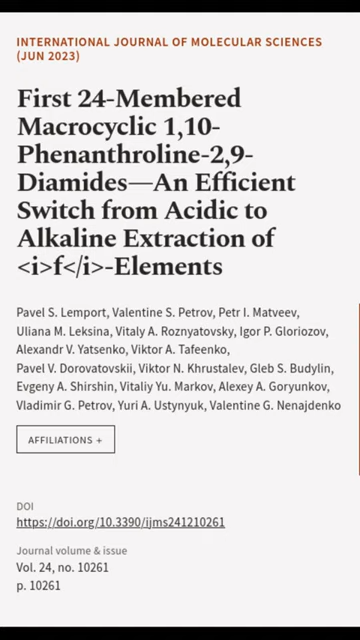 INTERNATIONAL JOURNAL OF MOLECULAR SCIENCES
(JUN 2023)
First 24-Membered
Macrocyclic 1,10-
Phenanthroline-2,9-
Diamides—An Efficient
Switch from Acidic to
Alkaline Extraction of
<i>f</i>-Elements
Pavel S. Lemport, Valentine S. Petrov, Petr I. Matveev,
Uliana M. Leksina, Vitaly A. Roznyatovsky, Igor P. Gloriozov,
Alexandr V. Yatsenko, Viktor A. Tafeenko,
Pavel V. Dorovatovskii, Viktor N. Khrustalev, Gleb S. Budylin,
Evgeny A. Shirshin, Vitaliy Yu. Markov, Alexey A. Goryunkov,
Vladimir G. Petrov, Yuri A. Ustynyuk, Valentine G. Nenajdenko
AFFILIATIONS +
DOI
https://doi.org/10.3390/ijms241210261
Journal volume & issue
Vol. 24, no. 10261
p. 10261